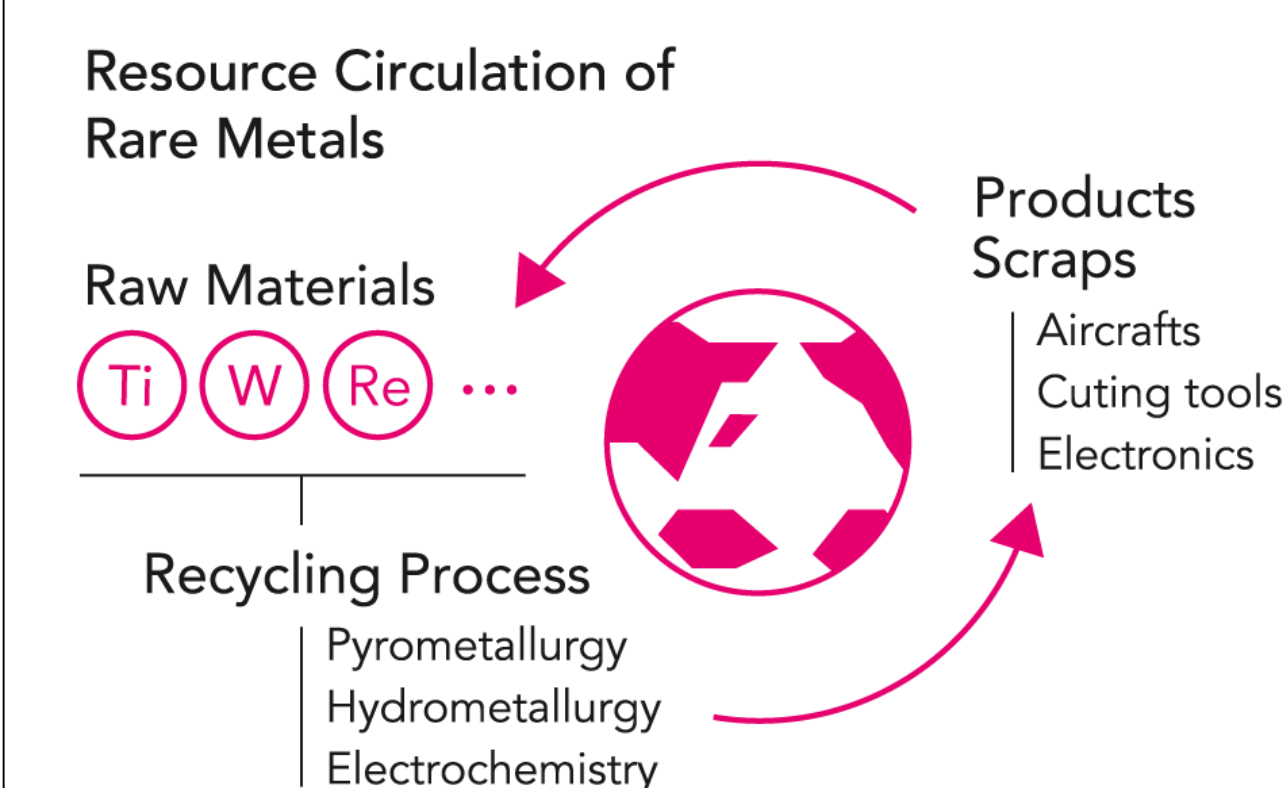 Resource Circulation of
Rare Metals
Raw Materials
Ti W Re ...
Recycling Process
Pyrometallurgy
Hydrometallurgy
Electrochemistry
Products
Scraps
Aircrafts
Cuting tools
Electronics